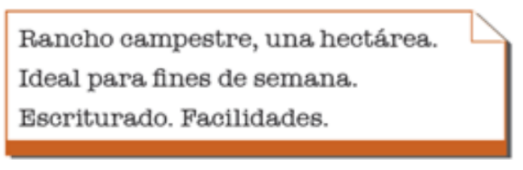 Rancho campestre, una hectárea.
Ideal para fines de semana.
Escriturado. Facilidades.